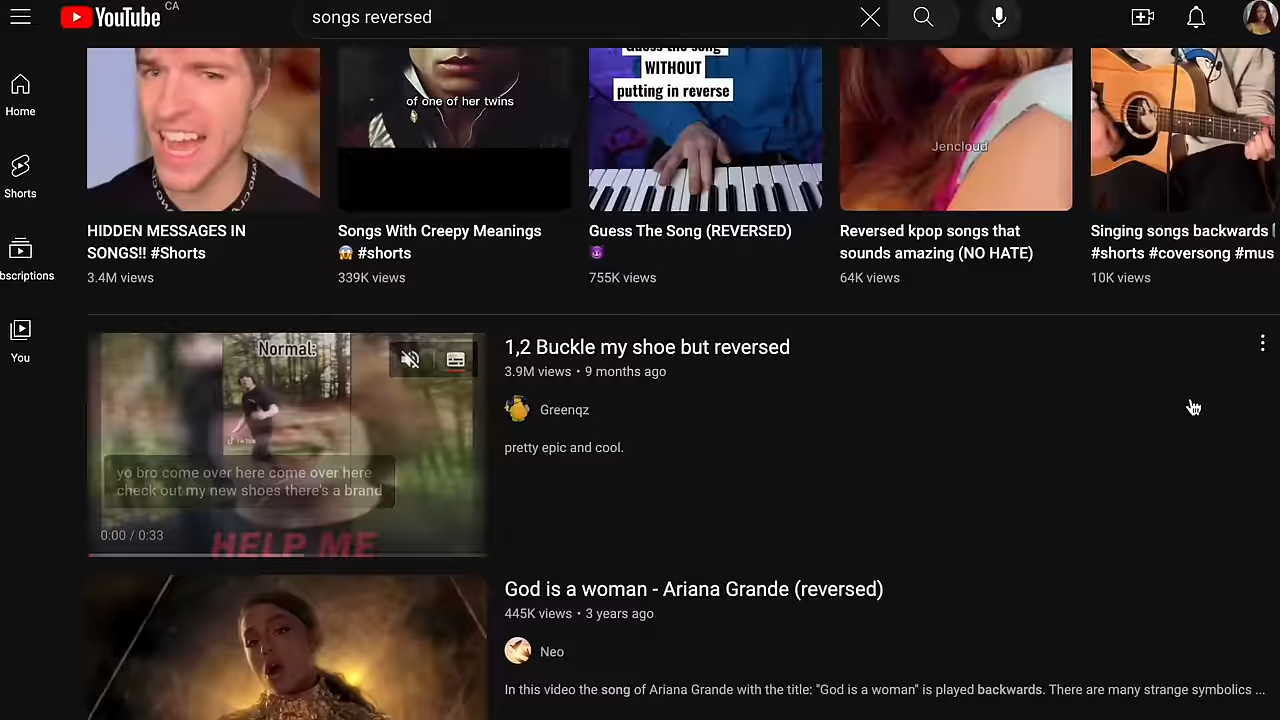 YouTube CA
songs reversed
Home
Shorts
bscriptions
You
Guess the song
WITHOUT
putting in reverse
of one of her twins
Jencloud
HIDDEN MESSAGES IN
SONGS!! #Shorts
3.4M views
Songs With Creepy Meanings
😱 #shorts
339K views
Guess The Song (REVERSED)
😈
755K views
Reversed kpop songs that
sounds amazing (NO HATE)
64K views
Singing songs backwards
#shorts #coversong #mus
10K views
Normal:
TikTok
yo bro come over here come over here
check out my new shoes there's a brand
0:00 / 0:33
HELP ME
1,2 Buckle my shoe but reversed
3.9M views • 9 months ago
Greenqz
pretty epic and cool.
God is a woman - Ariana Grande (reversed)
445K views • 3 years ago
Neo
In this video the song of Ariana Grande with the title: "God is a woman" is played backwards. There are many strange symbolics ...